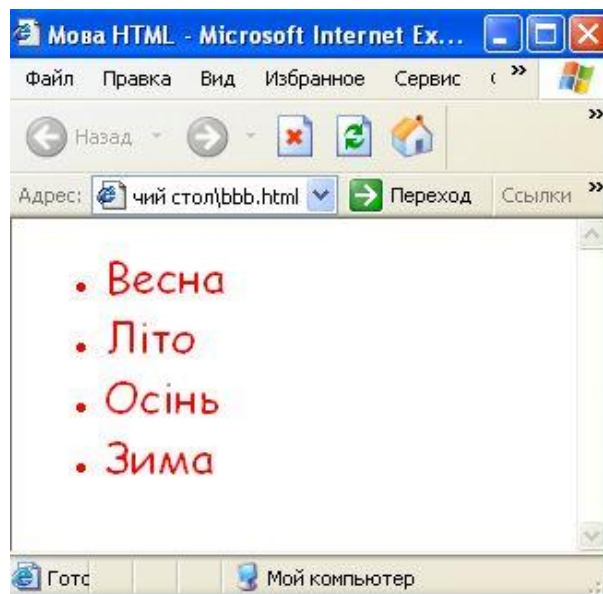 Мова HTML - Microsoft Internet Ex...
Файл Правка Вид Избранное Сервис »
Назад »
Адрес: чий стол\bbb.html Переход Ссылки »
• Весна
• Літо
• Осінь
• Зима
Гото Мой компьютер